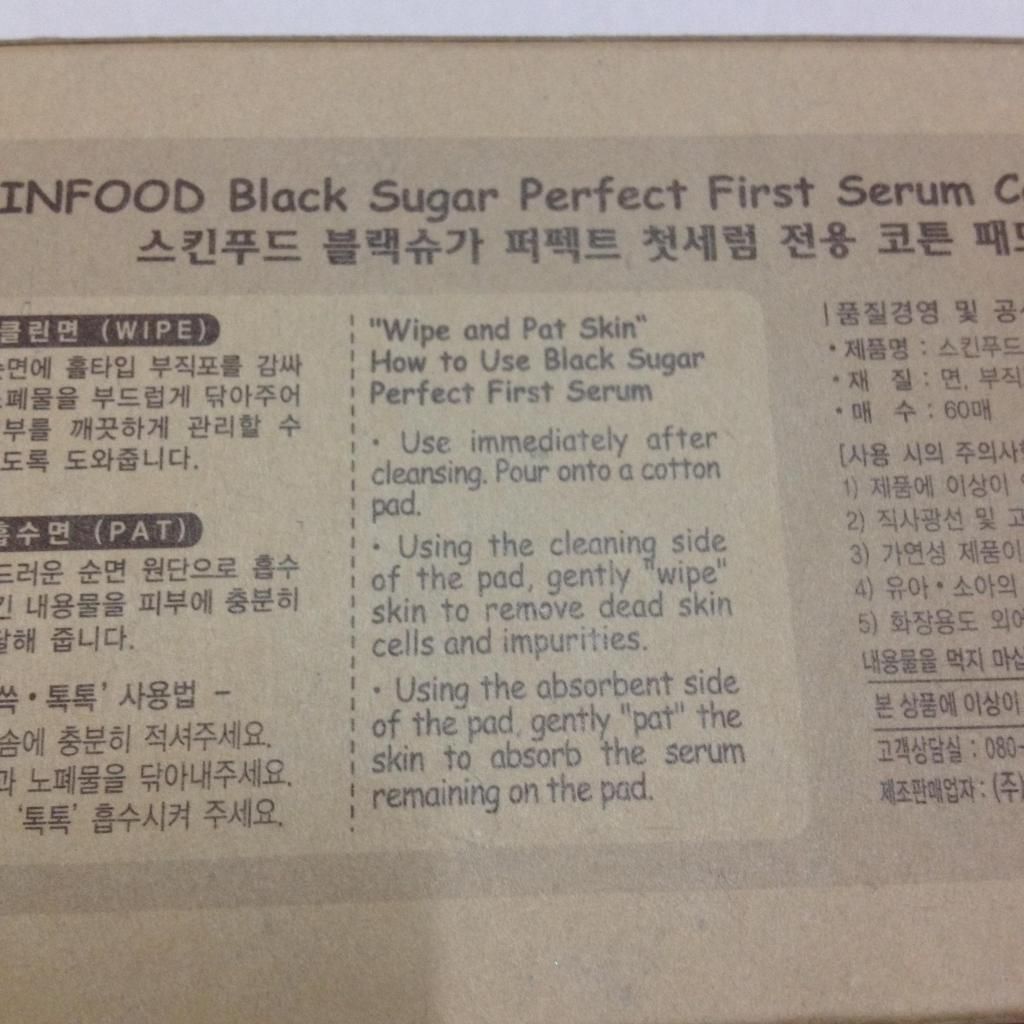 INFOOD Black Sugar Perfect First Serum
스킨푸드 블랙슈가 퍼펙트 첫세럼 전용 코튼 패드
클린면 (WIPE)
순면에 홀타입 부직포를 감싸
노폐물을 부드럽게 닦아주어
부를 깨끗하게 관리할 수
도록 도와줍니다.
흡수면 (PAT)
드러운 순면 원단으로 흡수
긴 내용물을 피부에 충분히
달해 줍니다.
쓱・톡톡' 사용법 -
솜에 충분히 적셔주세요.
과 노폐물을 닦아내주세요.
'톡톡' 흡수시켜 주세요.
"Wipe and Pat Skin"
How to Use Black Sugar
Perfect First Serum
• Use immediately after
cleansing. Pour onto a cotton
pad.
• Using the cleaning side
of the pad, gently "wipe"
skin to remove dead skin
cells and impurities.
• Using the absorbent side
of the pad, gently "pat" the
skin to absorb the serum
remaining on the pad.
|품질경영 및 공
•제품명 : 스킨푸드
•재 질 : 면, 부직
•매 수 : 60매
[사용 시의 주의사
1) 제품에 이상이
2) 직사광선 및 고
3) 가연성 제품이
4) 유아・소아의
5) 화장용도 외에
내용물을 먹지 마십
본 상품에 이상이
고객상담실 : 080-
제조판매업자 : (주)